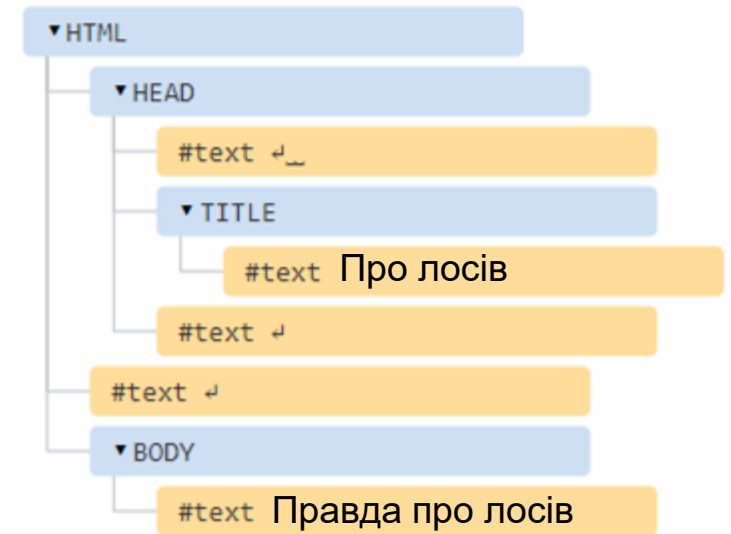 ▾ HTML
▾ HEAD
#text ↵␣␣
▾ TITLE
#text Про лосів
#text ↵
#text ↵
▾ BODY
#text Правда про лосів